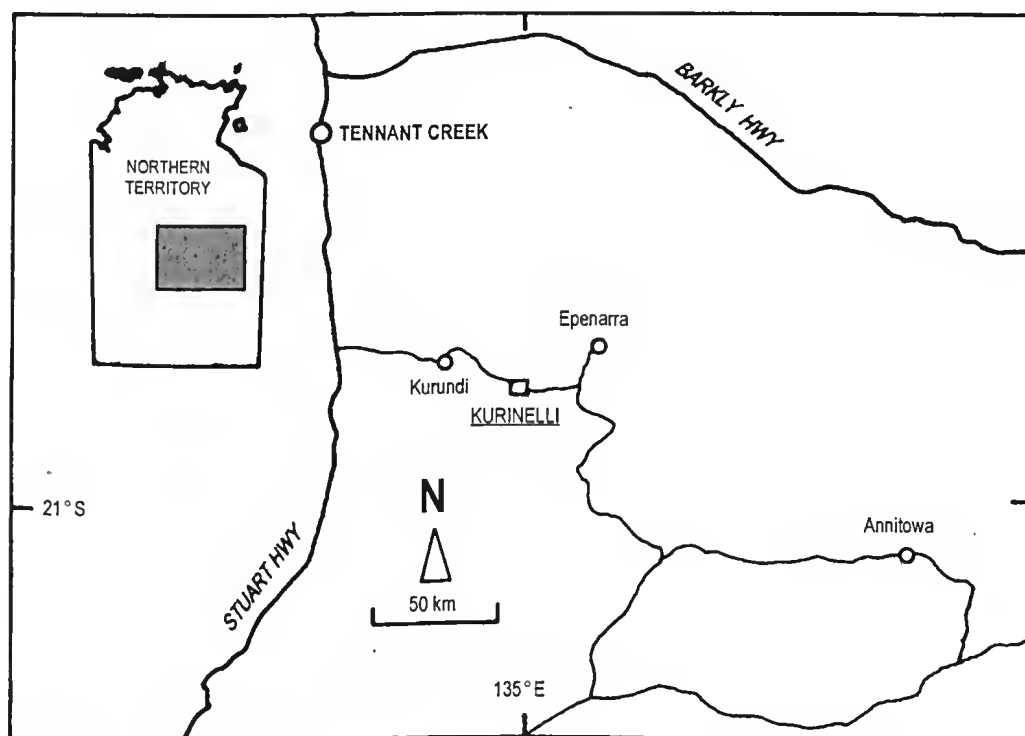 BARKLY HWY
TENNANT CREEK
NORTHERN
TERRITORY
Epenarra
Kurundi
KURINELLI
N
21°S
Annitowa
STUART HWY
50 km
135°E